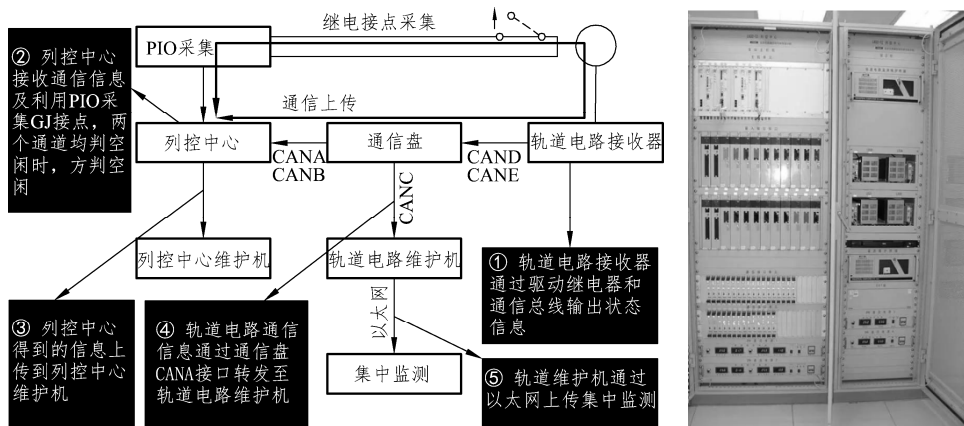 继电接点采集
PIO采集
② 列控中心
接收通信信息
及利用PIO采
集GJ接点，两
个通道均判空
闲时，方判空
闲
通信上传
列控中心
CANA
CANB
通信盘
CAND
CANE
轨道电路接收器
CANC
列控中心维护机
轨道电路维护机
① 轨道电路接收器
通过驱动继电器和
通信总线输出状态
信息
以太网
③ 列控中心
得到的信息上
传到列控中心
维护机
④ 轨道电路通信
信息通过通信盘
CANA接口转发至
轨道电路维护机
集中监测
⑤ 轨道维护机通过
以太网上传集中监测